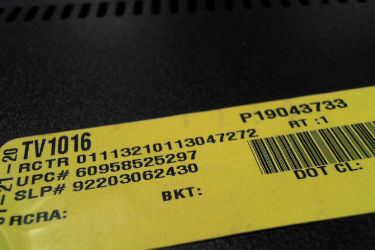 P19043733
TV1016
RT :1
RCTR 01113210113047272
UPC# 60958525297
SLP# 92203062430
BKT:
DOT CL:
RCRA: